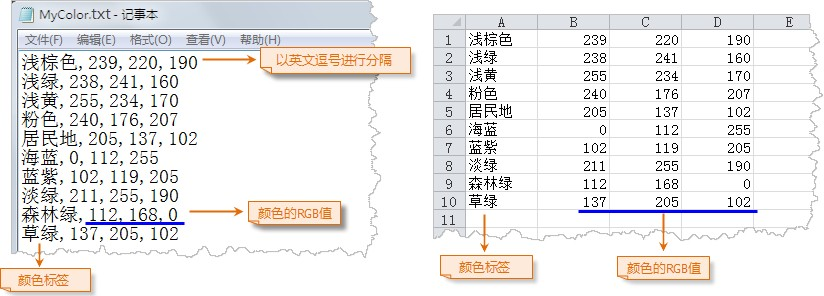 MyColor.txt - 记事本
文件(F) 编辑(E) 格式(O) 查看(V) 帮助(H)
浅棕色,239,220,190
浅绿,238,241,160
浅黄,255,234,170
粉色,240,176,207
居民地,205,137,102
海蓝,0,112,255
蓝紫,102,119,205
淡绿,211,255,190
森林绿,112,168,0
草绿,137,205,102
以英文逗号进行分隔
颜色的RGB值
颜色标签
A B C D E
1 浅棕色 239 220 190
2 浅绿 238 241 160
3 浅黄 255 234 170
4 粉色 240 176 207
5 居民地 205 137 102
6 海蓝 0 112 255
7 蓝紫 102 119 205
8 淡绿 211 255 190
9 森林绿 112 168 0
10 草绿 137 205 102
11
颜色标签
颜色的RGB值